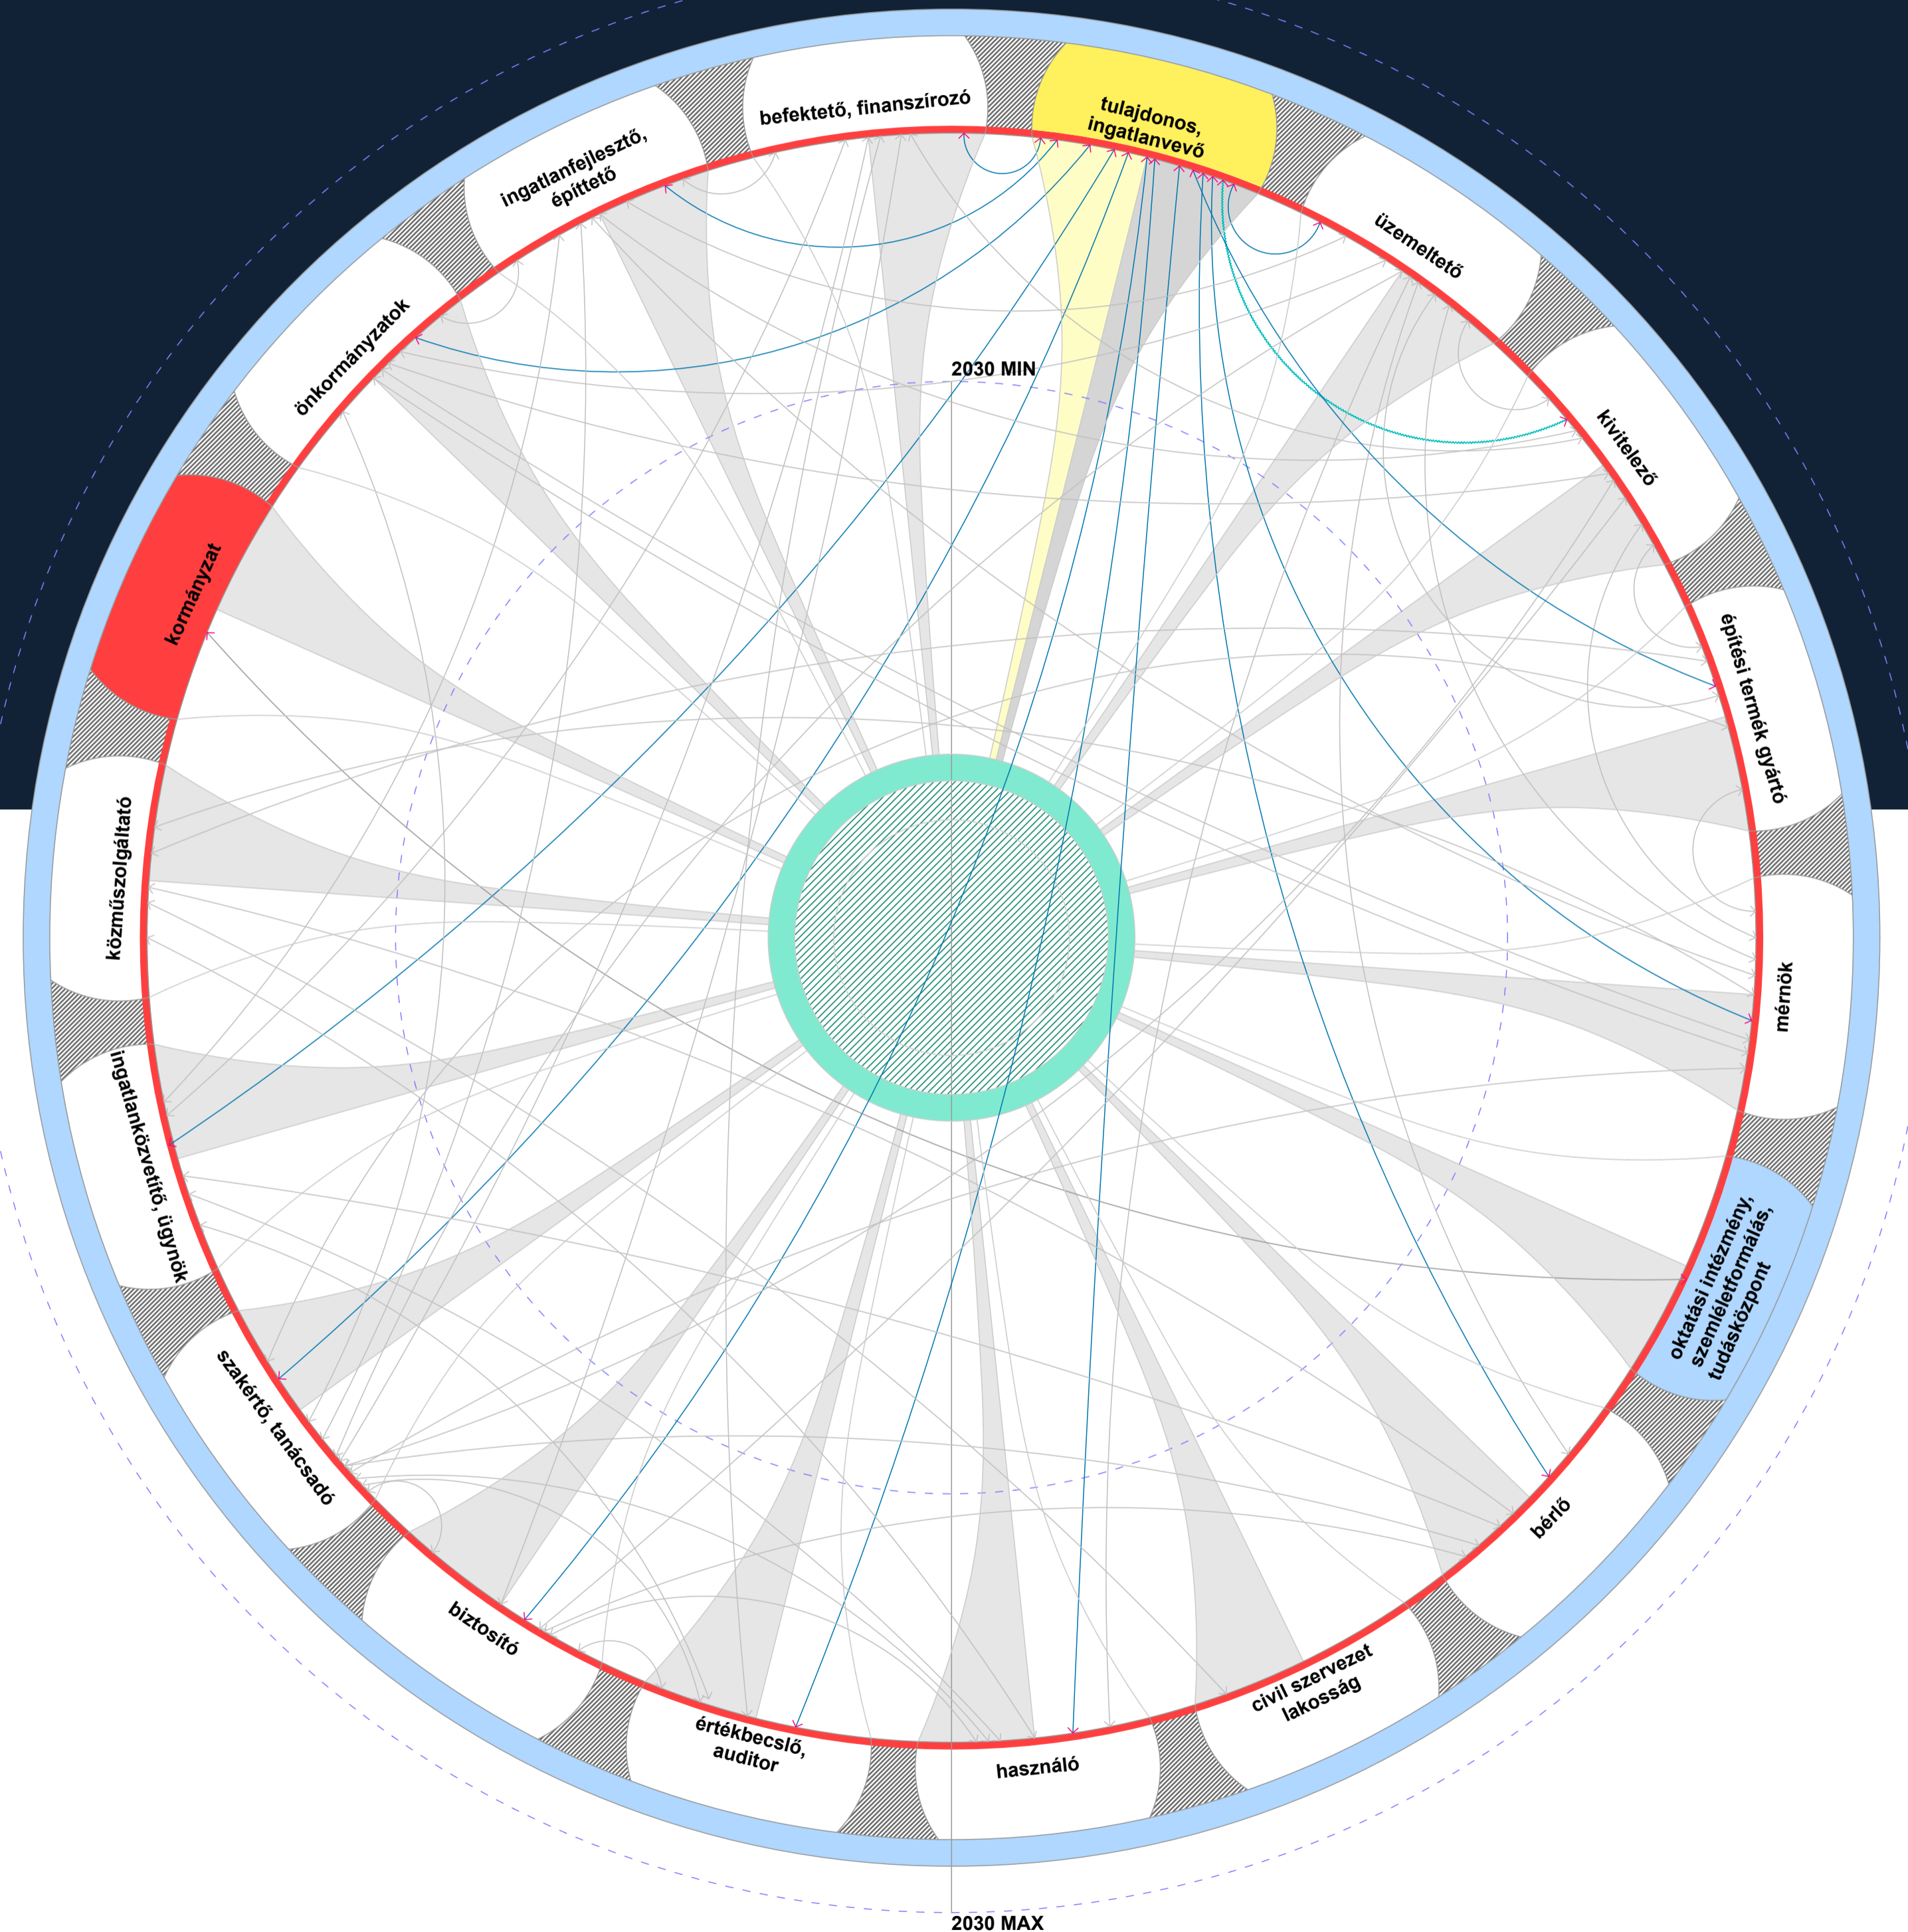 befektető, finanszírozó
tulajdonos,
ingatlanvevő
üzemeltető
kivitelező
építési termék gyártó
mérnök
oktatási intézmény,
szemléletformálás,
tudásközpont
bérlő
civil szervezet
lakosság
használó
értékbecslő,
auditor
biztosító
szakértő, tanácsadó
ingatlanközvetítő, ügynök
közműszolgáltató
kormányzat
önkormányzatok
ingatlanfejlesztő,
építtető
2030 MIN
2030 MAX